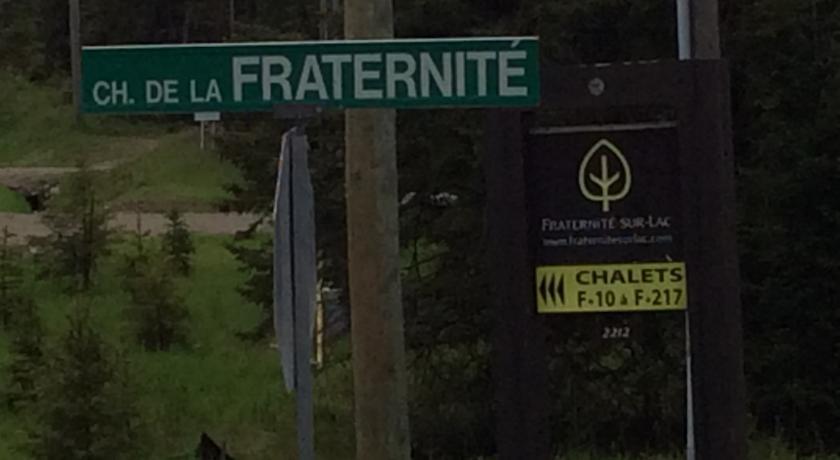 CH. DE LA FRATERNITÉ
FRATERNITÉ SUR-LAC
www.fraternitesurlac.com
CHALETS
F-10 à F-217
2212